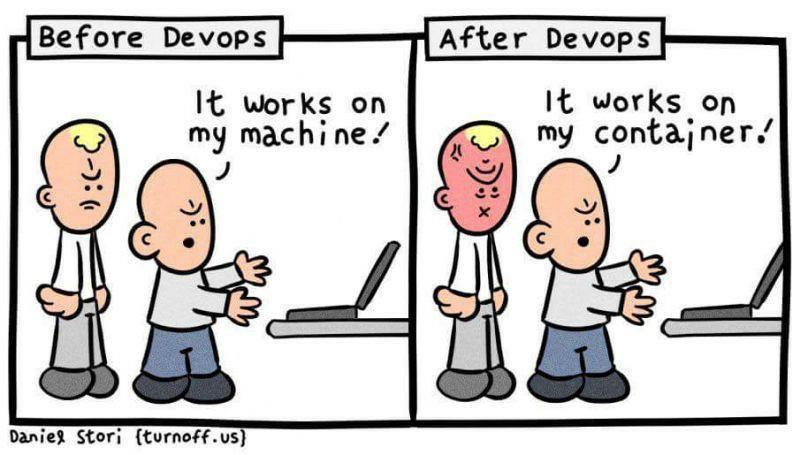 Before Devops
It works on
my machine!
After Devops
It works on
my container!
Daniel Stori {turnoff.us}